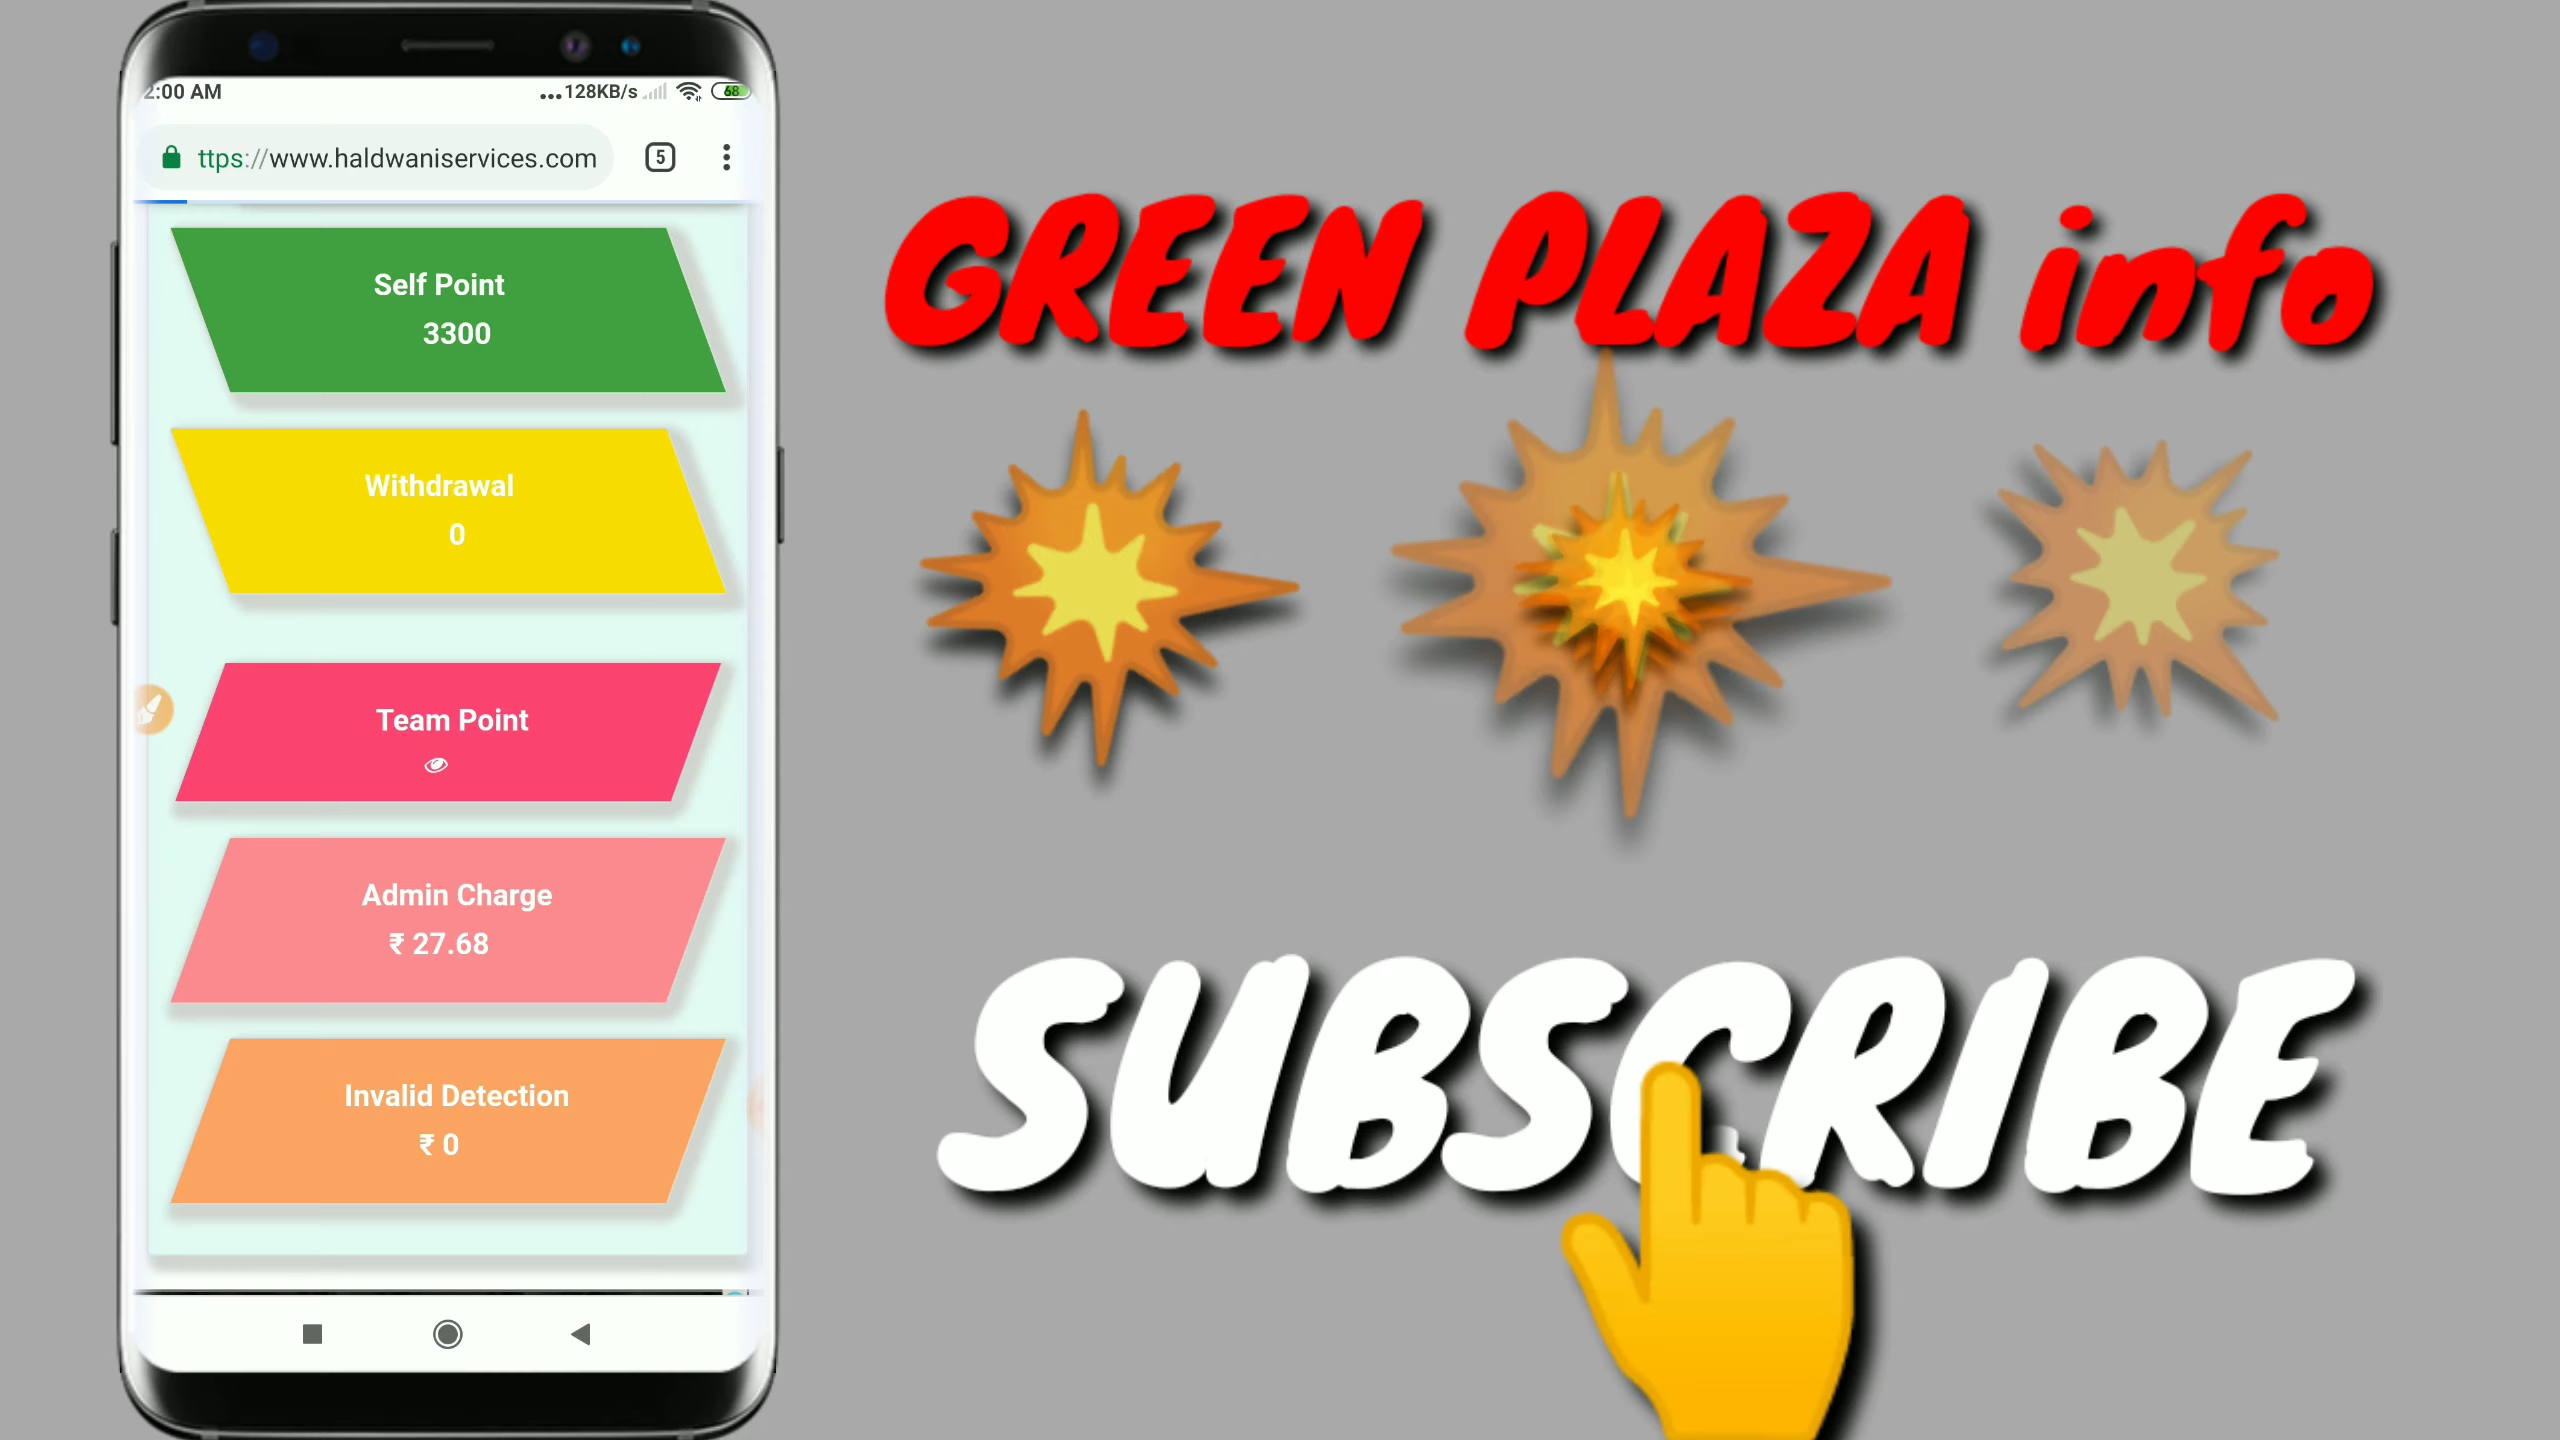 2:00 AM
...128KB/s
68
ttps://www.haldwaniservices.com
5
Self Point
3300
Withdrawal
0
Team Point
Admin Charge
₹ 27.68
Invalid Detection
₹ 0
GREEN PLAZA info
SUBSCRIBE